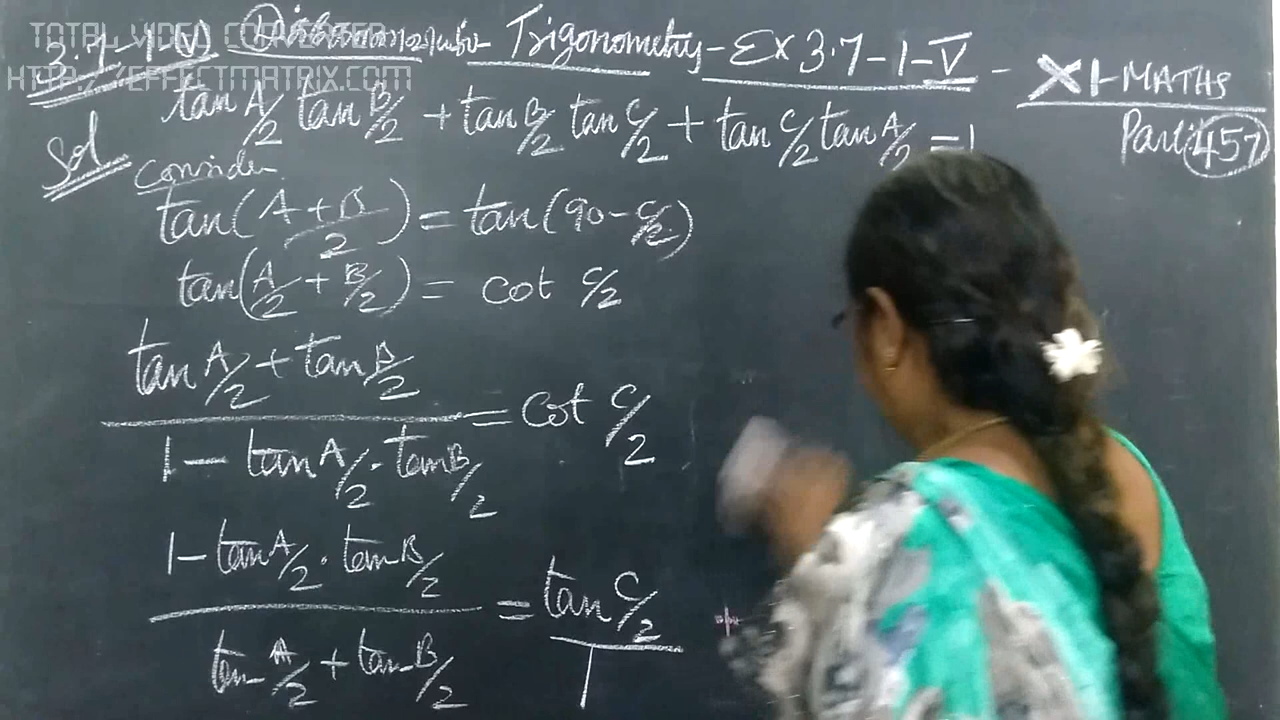 TOTAL VIDEO CONVERTER
HTTP://EFFECTMATRIX.COM
3.7-1-V) Trigonometry - Ex 3.7-1-V - XI-MATHS
Part: 457
tan A/2 tan B/2 + tan B/2 tan C/2 + tan C/2 tan A/2 = 1
Sol
Consider
tan(A+B/2) = tan(90-C/2)
tan(A/2 + B/2) = cot C/2
tan A/2 + tan B/2
1 - tan A/2 . tan B/2 = cot C/2
1 - tan A/2 . tan B/2
tan A/2 + tan B/2 = tan C/2
1